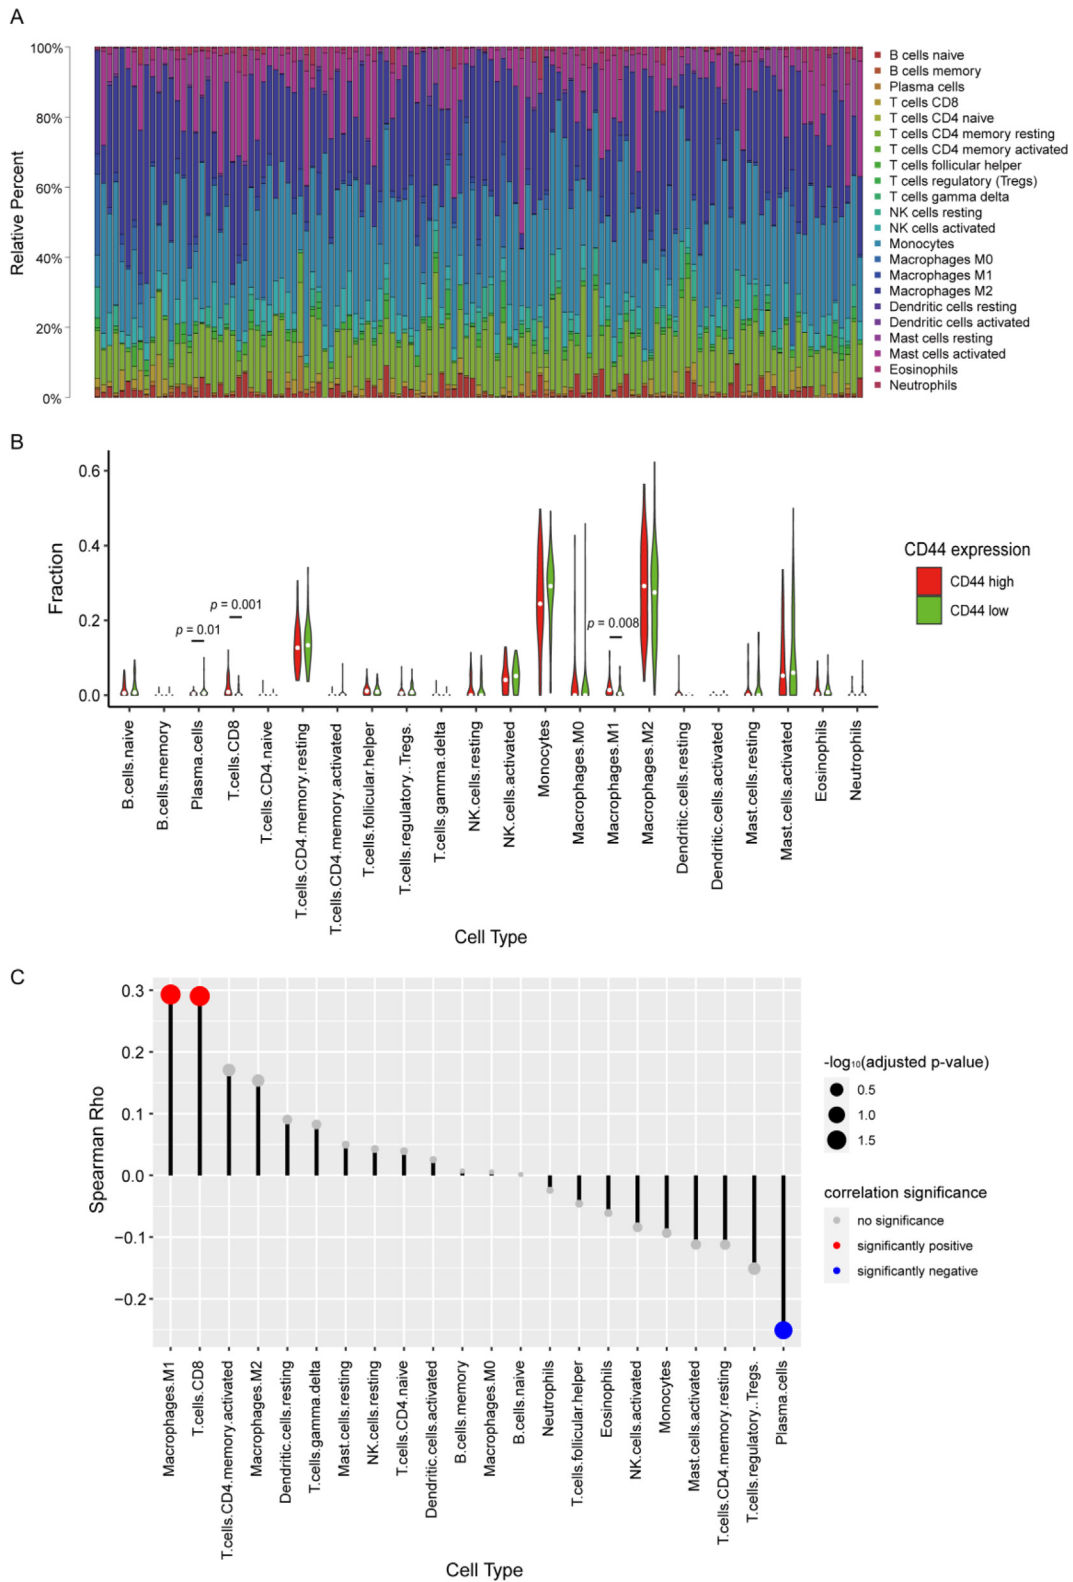 A
100%
80%
60%
40%
20%
0%
Relative Percent
B cells naive
B cells memory
Plasma cells
T cells CD8
T cells CD4 naive
T cells CD4 memory resting
T cells CD4 memory activated
T cells follicular helper
T cells regulatory (Tregs)
T cells gamma delta
NK cells resting
NK cells activated
Monocytes
Macrophages M0
Macrophages M1
Macrophages M2
Dendritic cells resting
Dendritic cells activated
Mast cells resting
Mast cells activated
Eosinophils
Neutrophils
B
0.6
0.4
0.2
0.0
Fraction
p = 0.01
p = 0.001
p = 0.008
CD44 expression
CD44 high
CD44 low
B.cells.naive
B.cells.memory
Plasma.cells
T.cells.CD8
T.cells.CD4.naive
T.cells.CD4.memory.resting
T.cells.CD4.memory.activated
T.cells.follicular.helper
T.cells.regulatory..Tregs.
T.cells.gamma.delta
NK.cells.resting
NK.cells.activated
Monocytes
Macrophages.M0
Macrophages.M1
Macrophages.M2
Dendritic.cells.resting
Dendritic.cells.activated
Mast.cells.resting
Mast.cells.activated
Eosinophils
Neutrophils
Cell Type
C
0.3
0.2
0.1
0.0
−0.1
−0.2
Spearman Rho
-log₁₀(adjusted p-value)
0.5
1.0
1.5
correlation significance
no significance
significantly positive
significantly negative
Macrophages.M1
T.cells.CD8
T.cells.CD4.memory.activated
Macrophages.M2
Dendritic.cells.resting
T.cells.gamma.delta
Mast.cells.resting
NK.cells.resting
T.cells.CD4.naive
Dendritic.cells.activated
B.cells.memory
Macrophages.M0
B.cells.naive
Neutrophils
T.cells.follicular.helper
Eosinophils
NK.cells.activated
Monocytes
Mast.cells.activated
T.cells.CD4.memory.resting
T.cells.regulatory..Tregs.
Plasma.cells
Cell Type